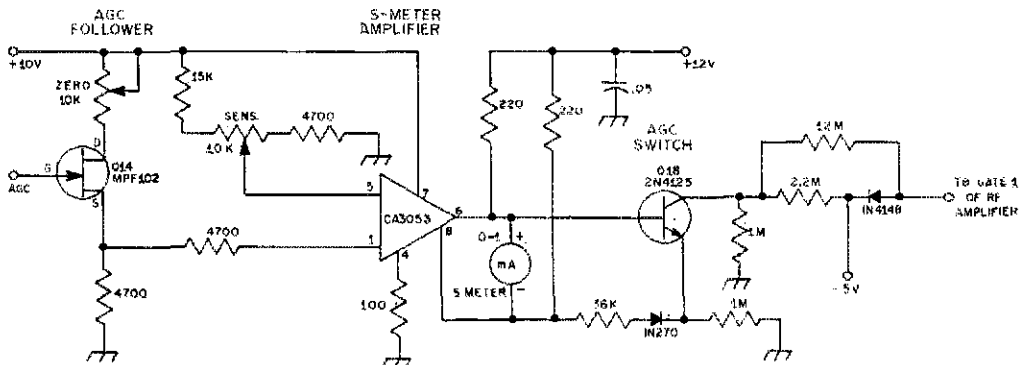 AGC
FOLLOWER
S-METER
AMPLIFIER
+10V
ZERO
10K
15K
SENS.
10K
4700
+12V
.05
220
220
AGC
SWITCH
Q18
2N4125
12M
2.2M
1N4148
TO GATE 1
OF RF
AMPLIFIER
D
G
S
Q14
MPF102
AGC
5
7
CA3053
6
8
1
4
4700
4700
100
0-1
+
mA
S METER
-
1M
-5V
56K
1N270
1M